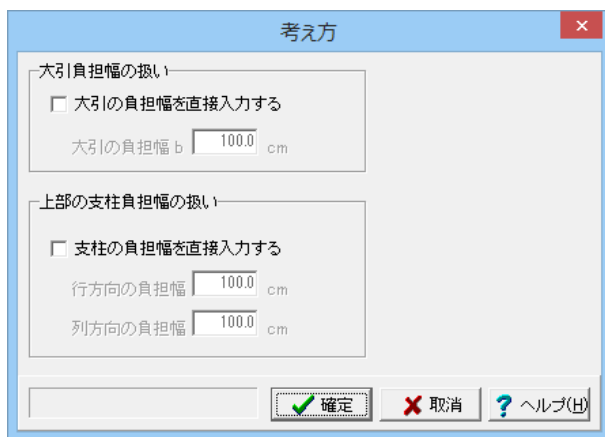 考え方
大引負担幅の扱い
大引の負担幅を直接入力する
大引の負担幅 b 100.0 cm
上部の支柱負担幅の扱い
支柱の負担幅を直接入力する
行方向の負担幅 100.0 cm
列方向の負担幅 100.0 cm
確定 取消 ヘルプ(H)